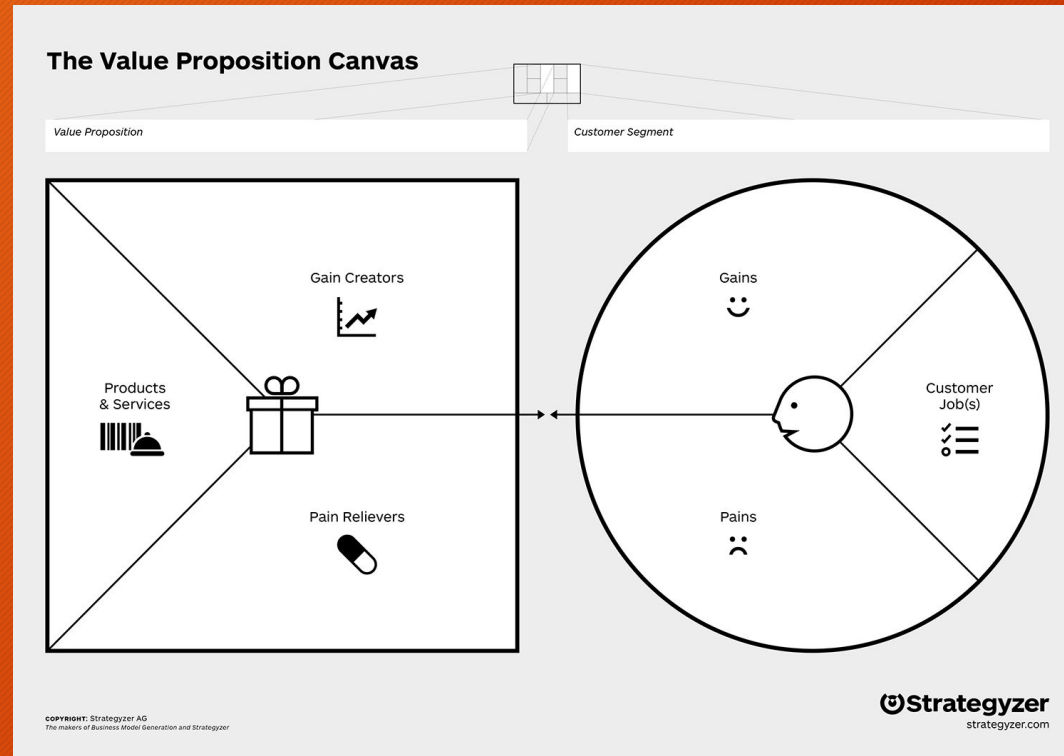 The Value Proposition Canvas
Value Proposition
Customer Segment
Gain Creators
Gains
Products
& Services
Customer
Job(s)
Pain Relievers
Pains
COPYRIGHT: Strategyzer AG
The makers of Business Model Generation and Strategyzer
Strategyzer
strategyzer.com